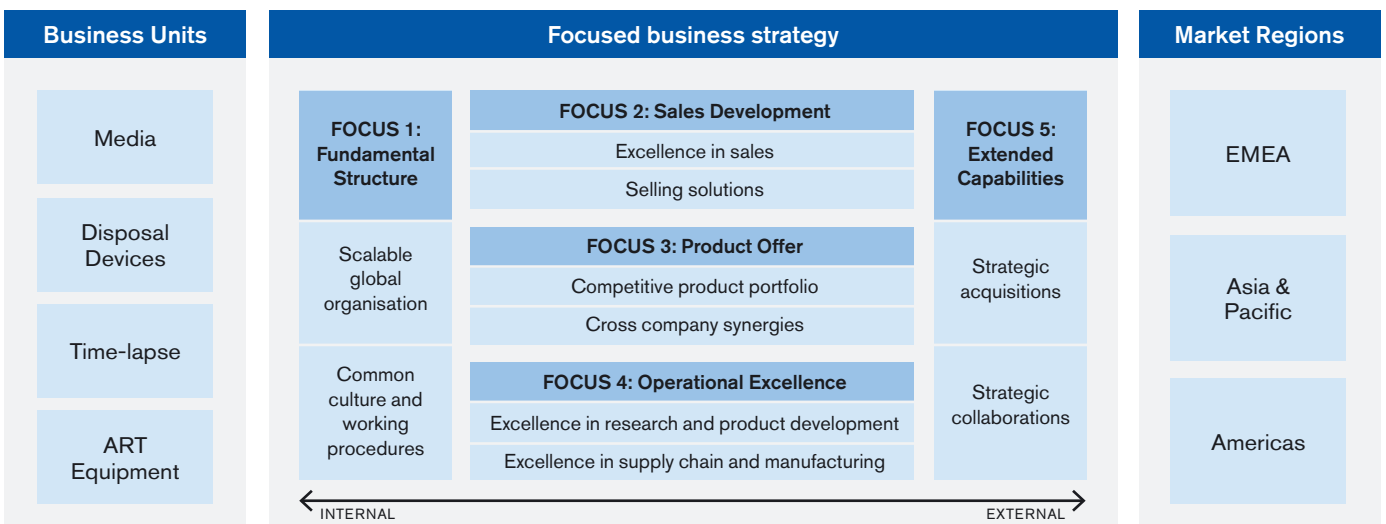 Business Units
Media
Disposal
Devices
Time-lapse
ART
Equipment
Focused business strategy
FOCUS 1:
Fundamental
Structure
Scalable
global
organisation
Common
culture and
working
procedures
FOCUS 2: Sales Development
Excellence in sales
Selling solutions
FOCUS 3: Product Offer
Competitive product portfolio
Cross company synergies
FOCUS 4: Operational Excellence
Excellence in research and product development
Excellence in supply chain and manufacturing
FOCUS 5:
Extended
Capabilities
Strategic
acquisitions
Strategic
collaborations
INTERNAL
EXTERNAL
Market Regions
EMEA
Asia &
Pacific
Americas